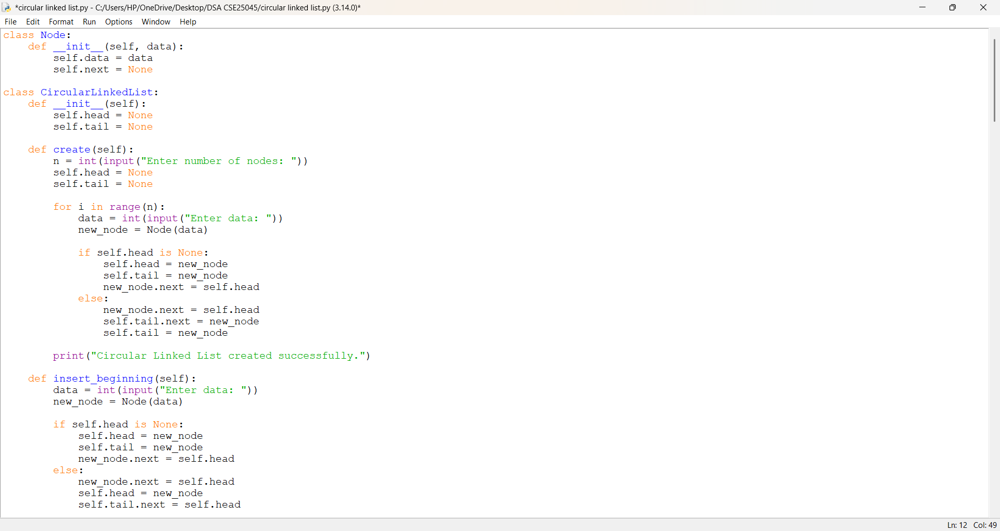 *circular linked list.py - C:/Users/HP/OneDrive/Desktop/DSA CSE25045/circular linked list.py (3.14.0)*
File Edit Format Run Options Window Help
class Node:
    def __init__(self, data):
        self.data = data
        self.next = None

class CircularLinkedList:
    def __init__(self):
        self.head = None
        self.tail = None

    def create(self):
        n = int(input("Enter number of nodes: "))
        self.head = None
        self.tail = None

        for i in range(n):
            data = int(input("Enter data: "))
            new_node = Node(data)

            if self.head is None:
                self.head = new_node
                self.tail = new_node
                new_node.next = self.head
            else:
                new_node.next = self.head
                self.tail.next = new_node
                self.tail = new_node

        print("Circular Linked List created successfully.")

    def insert_beginning(self):
        data = int(input("Enter data: "))
        new_node = Node(data)

        if self.head is None:
            self.head = new_node
            self.tail = new_node
            new_node.next = self.head
        else:
            new_node.next = self.head
            self.head = new_node
            self.tail.next = self.head
Ln: 12 Col: 49